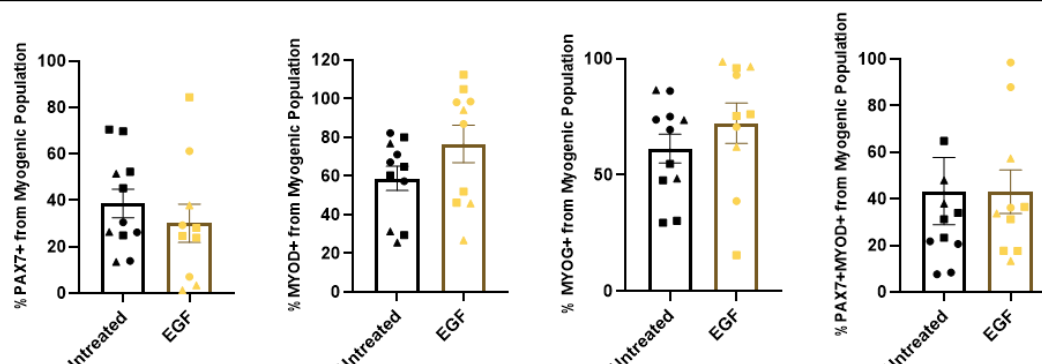 % PAX7+ from Myogenic Population
100
80
60
40
20
0
Untreated
EGF
% MYOD+ from Myogenic Population
120
100
80
60
40
20
0
Untreated
EGF
% MYOG+ from Myogenic Population
100
50
0
Untreated
EGF
% PAX7+MYOD+ from Myogenic Population
100
80
60
40
20
0
Untreated
EGF